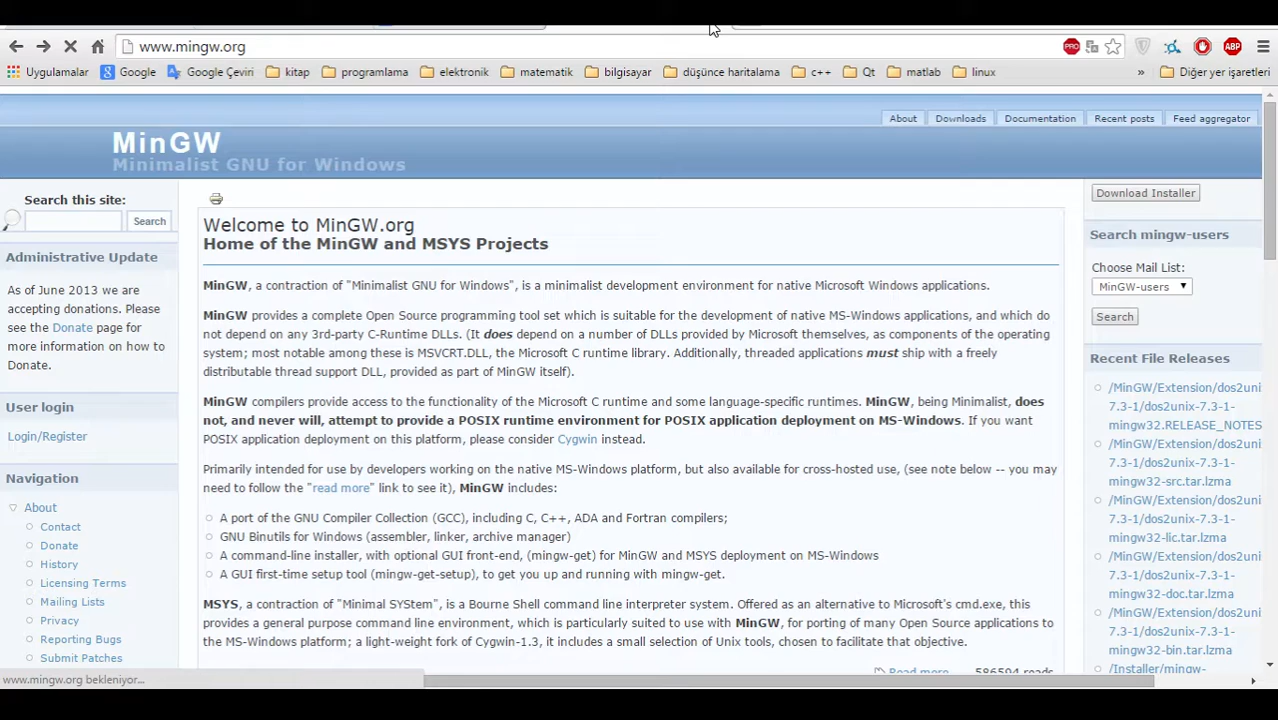 www.mingw.org
PRO
ABP
Uygulamalar
Google
Google Çeviri
kitap
programlama
elektronik
matematik
bilgisayar
düşünce haritalama
c++
Qt
matlab
linux
»
Diğer yer işaretleri
About
Downloads
Documentation
Recent posts
Feed aggregator
MinGW
Minimalist GNU for Windows
Search this site:
Search
Administrative Update
As of June 2013 we are
accepting donations. Please
see the Donate page for
more information on how to
Donate.
User login
Login/Register
Navigation
About
Contact
Donate
History
Licensing Terms
Mailing Lists
Privacy
Reporting Bugs
Submit Patches
www.mingw.org bekleniyor...
Welcome to MinGW.org
Home of the MinGW and MSYS Projects
MinGW, a contraction of "Minimalist GNU for Windows", is a minimalist development environment for native Microsoft Windows applications.
MinGW provides a complete Open Source programming tool set which is suitable for the development of native MS-Windows applications, and which do
not depend on any 3rd-party C-Runtime DLLs. (It does depend on a number of DLLs provided by Microsoft themselves, as components of the operating
system; most notable among these is MSVCRT.DLL, the Microsoft C runtime library. Additionally, threaded applications must ship with a freely
distributable thread support DLL, provided as part of MinGW itself).
MinGW compilers provide access to the functionality of the Microsoft C runtime and some language-specific runtimes. MinGW, being Minimalist, does
not, and never will, attempt to provide a POSIX runtime environment for POSIX application deployment on MS-Windows. If you want
POSIX application deployment on this platform, please consider Cygwin instead.
Primarily intended for use by developers working on the native MS-Windows platform, but also available for cross-hosted use, (see note below -- you may
need to follow the "read more" link to see it), MinGW includes:
A port of the GNU Compiler Collection (GCC), including C, C++, ADA and Fortran compilers;
GNU Binutils for Windows (assembler, linker, archive manager)
A command-line installer, with optional GUI front-end, (mingw-get) for MinGW and MSYS deployment on MS-Windows
A GUI first-time setup tool (mingw-get-setup), to get you up and running with mingw-get.
MSYS, a contraction of "Minimal SYStem", is a Bourne Shell command line interpreter system. Offered as an alternative to Microsoft's cmd.exe, this
provides a general purpose command line environment, which is particularly suited to use with MinGW, for porting of many Open Source applications to
the MS-Windows platform; a light-weight fork of Cygwin-1.3, it includes a small selection of Unix tools, chosen to facilitate that objective.
Read more
586594 reads
Download Installer
Search mingw-users
Choose Mail List:
MinGW-users
Search
Recent File Releases
/MinGW/Extension/dos2uni
7.3-1/dos2unix-7.3-1-
mingw32.RELEASE_NOTES
/MinGW/Extension/dos2uni
7.3-1/dos2unix-7.3-1-
mingw32-src.tar.lzma
/MinGW/Extension/dos2uni
7.3-1/dos2unix-7.3-1-
mingw32-lic.tar.lzma
/MinGW/Extension/dos2uni
7.3-1/dos2unix-7.3-1-
mingw32-doc.tar.lzma
/MinGW/Extension/dos2uni
7.3-1/dos2unix-7.3-1-
mingw32-bin.tar.lzma
/Installer/mingw-